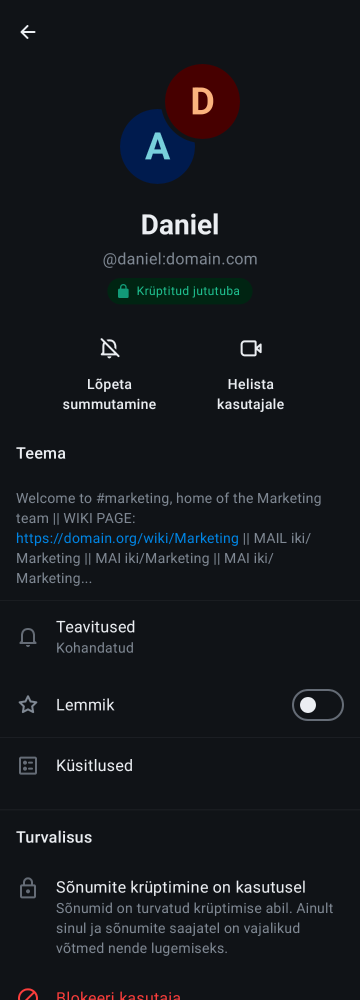 D
A
Daniel
@daniel:domain.com
Krüptitud jututuba
Lõpeta
summutamine
Helista
kasutajale
Teema
Welcome to #marketing, home of the Marketing
team || WIKI PAGE:
https://domain.org/wiki/Marketing || MAIL iki/
Marketing || MAI iki/Marketing || MAI iki/
Marketing...
Teavitused
Kohandatud
Lemmik
Küsitlused
Turvalisus
Sõnumite krüptimine on kasutusel
Sõnumid on turvatud krüptimise abil. Ainult
sinul ja sõnumite saajatel on vajalikud
võtmed nende lugemiseks.
Blokeeri kasutaja